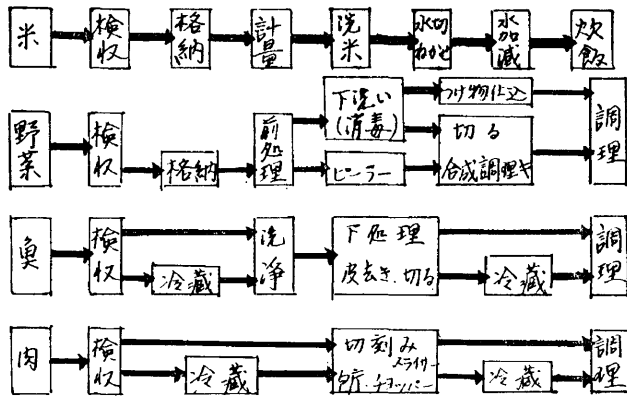 米 検収 格納 計量 洗米 水切 水加減 炊飯
野菜 検収 格納 前処理 下洗い (消毒) つけ物仕込 調理
ピーラー 切る 合成調理キ
魚 検収 冷蔵 洗浄 下処理 皮去き、切る 冷蔵 調理
肉 検収 冷蔵 切刻み スライサー チョッパー 冷蔵 調理